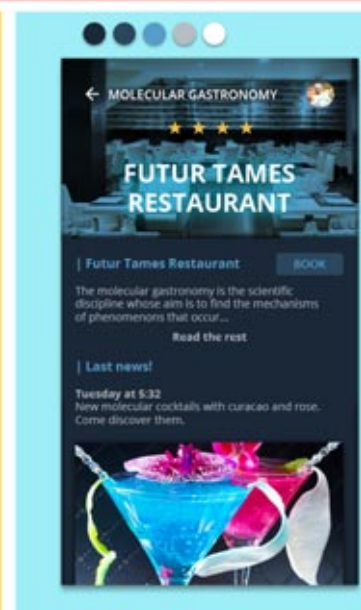 MOLECULAR GASTRONOMY
FUTUR TAMES
RESTAURANT
| Futur Tames Restaurant
BOOK
The molecular gastronomy is the scientific
discipline whose aim is to find the mechanisms
of phenomenons that occur...
Read the rest
| Last news!
Tuesday at 5:32
New molecular cocktails with curacao and rose.
Come discover them.